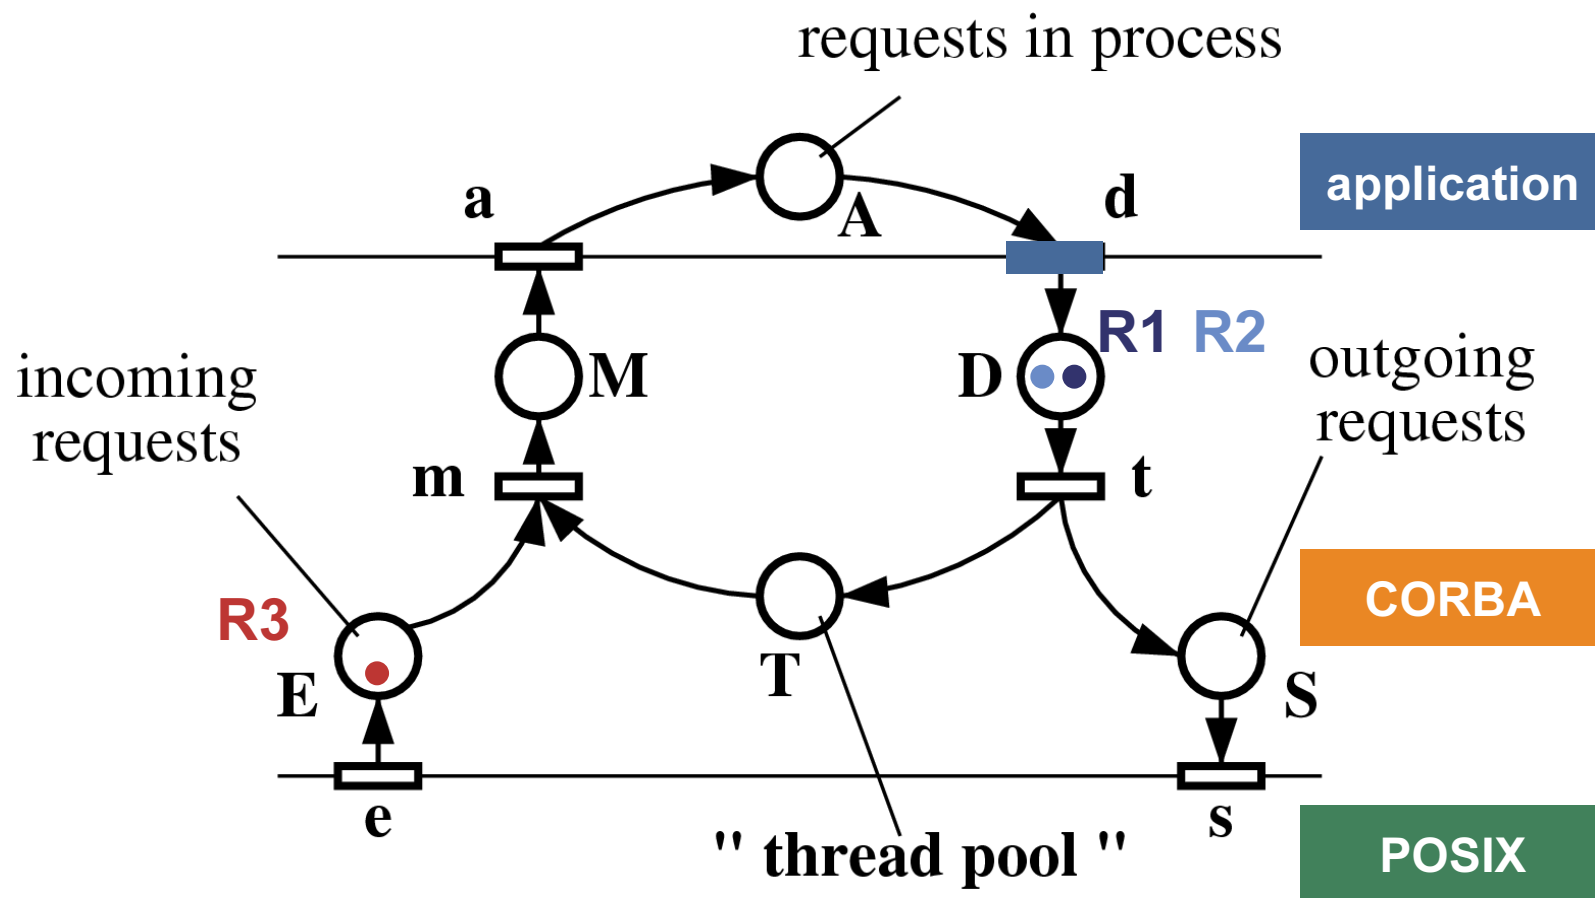 requests in process
a
A
d
application
R1 R2
incoming
requests
M
D
outgoing
requests
m
t
R3
CORBA
E
T
S
e
" thread pool "
s
POSIX